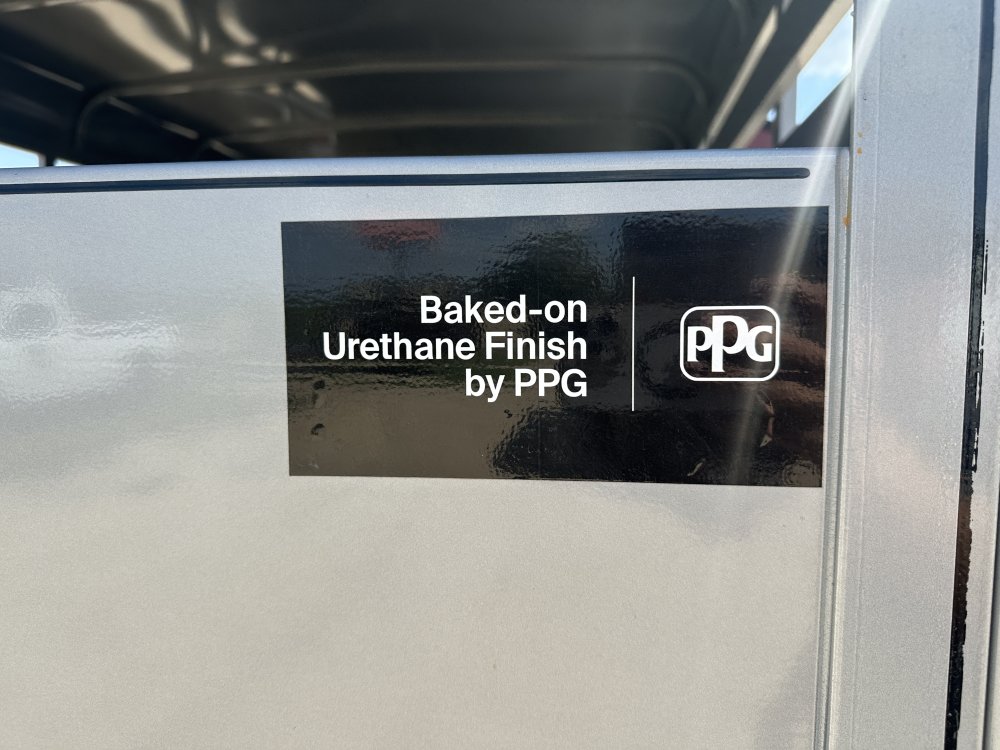 Baked-on
Urethane Finish
by PPG
PPG